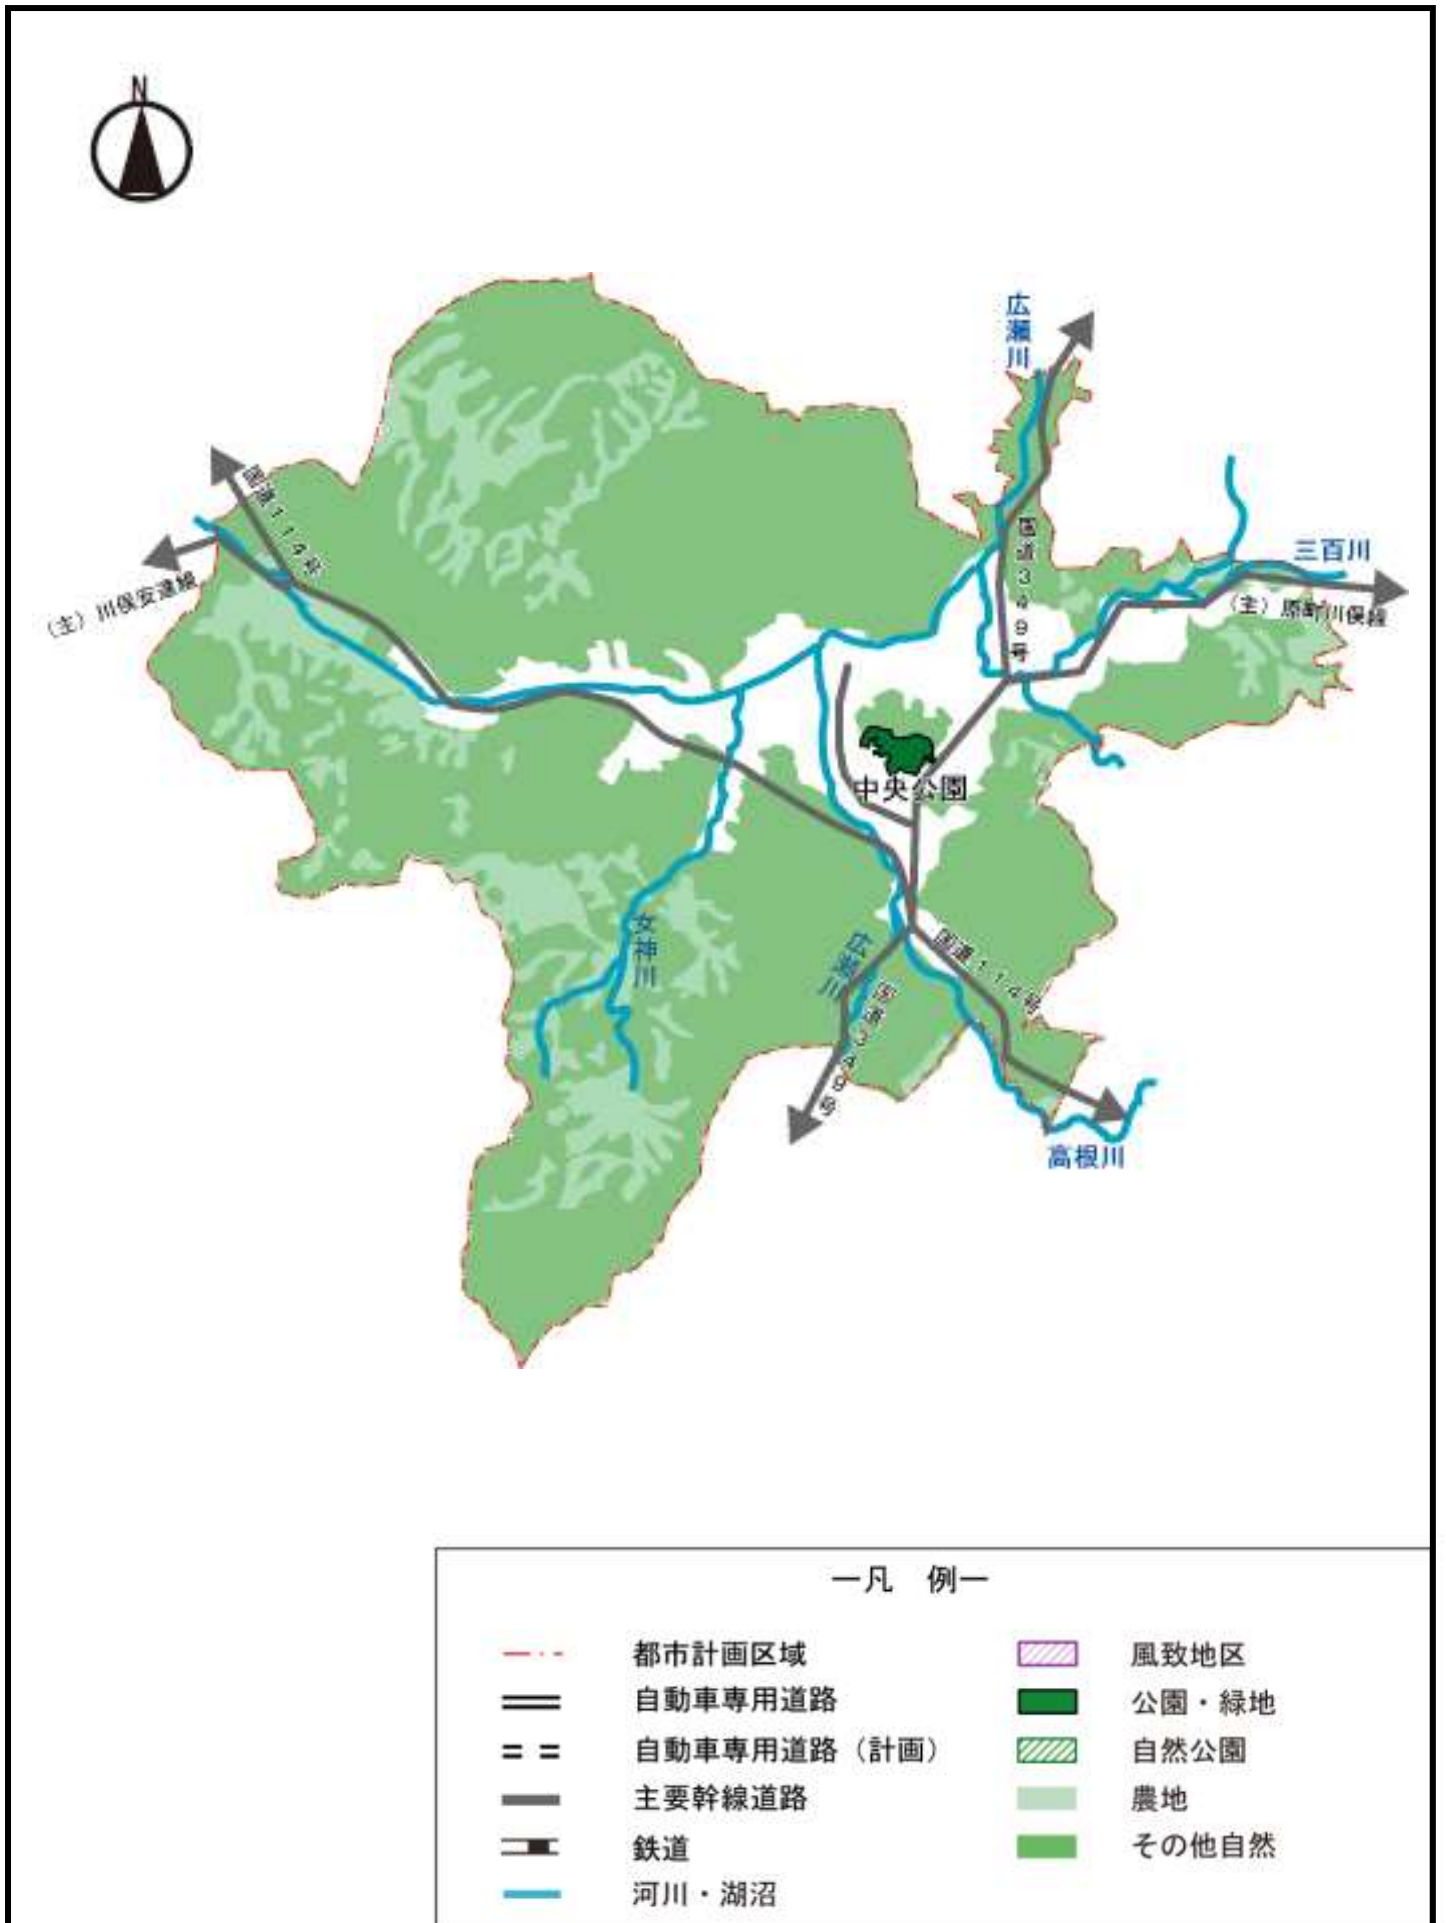 N
広瀬川
国道114号
国道349号
三百川
(主)川俣安達線
(主)原町川俣線
中央公園
女神川
広瀬川
国道114号
国道349号
高根川
―凡 例―
都市計画区域
風致地区
自動車専用道路
公園・緑地
自動車専用道路(計画)
自然公園
主要幹線道路
農地
鉄道
その他自然
河川・湖沼